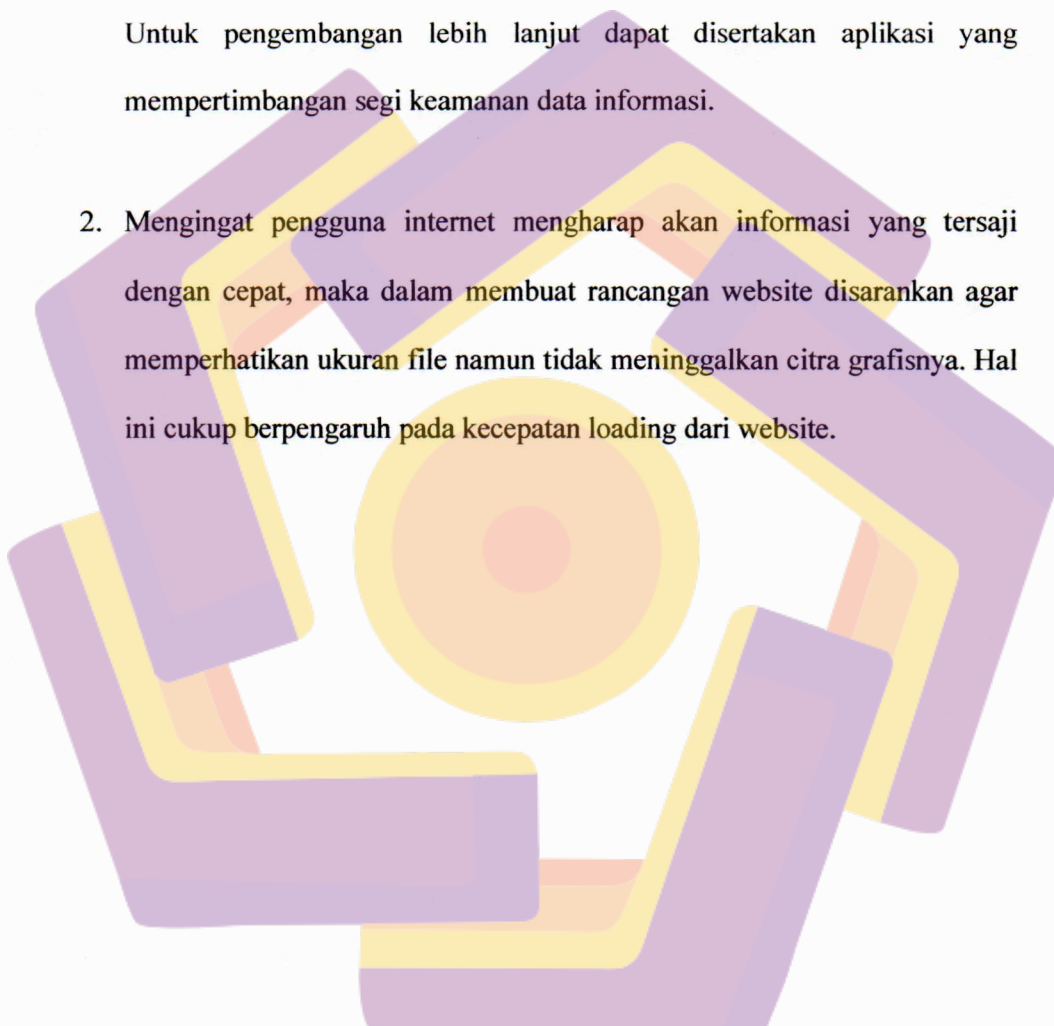 Untuk pengembangan lebih lanjut dapat disertakan aplikasi yang
mempertimbangan segi keamanan data informasi.
2. Mengingat pengguna internet mengharap akan informasi yang tersaji
dengan cepat, maka dalam membuat rancangan website disarankan agar
memperhatikan ukuran file namun tidak meninggalkan citra grafisnya. Hal
ini cukup berpengaruh pada kecepatan loading dari website.